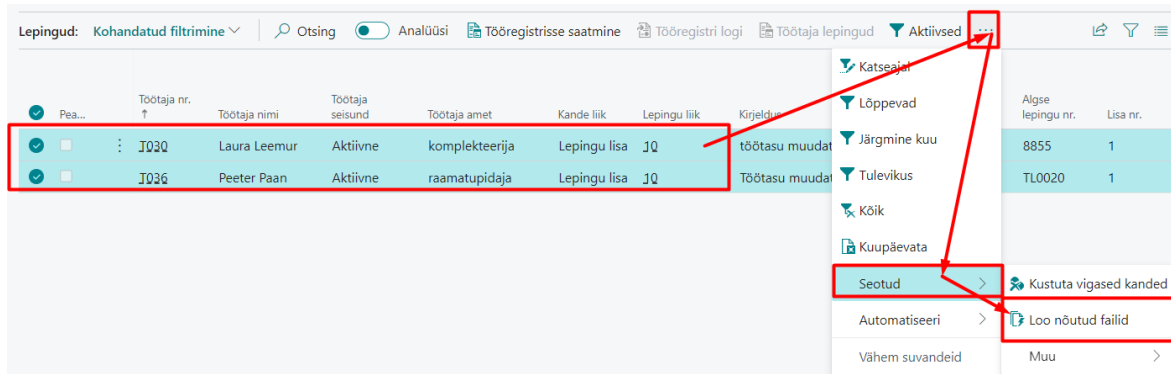 Lepingud: Kohandatud filtrimine Otsing Analüüsi Tööregistrisse saatmine Tööregistri logi Töötaja lepingud Aktiivsed ...
Katseajal
Töötaja nr. Töötaja Algse
Pea... ↑ Töötaja nimi seisund Töötaja amet Kande liik Lepingu liik Kirjeldus lepingu nr. Lisa nr.
Lõppevad
T030 Laura Leemur Aktiivne komplekteerija Lepingu lisa 10 töötasu muudat 8855 1
Järgmine kuu
T036 Peeter Paan Aktiivne raamatupidaja Lepingu lisa 10 Töötasu muudat TL0020 1
Tulevikus
Kõik
Kuupäevata
Seotud
Kustuta vigased kanded
Automatiseeri
Loo nõutud failid
Vähem suvandeid
Muu